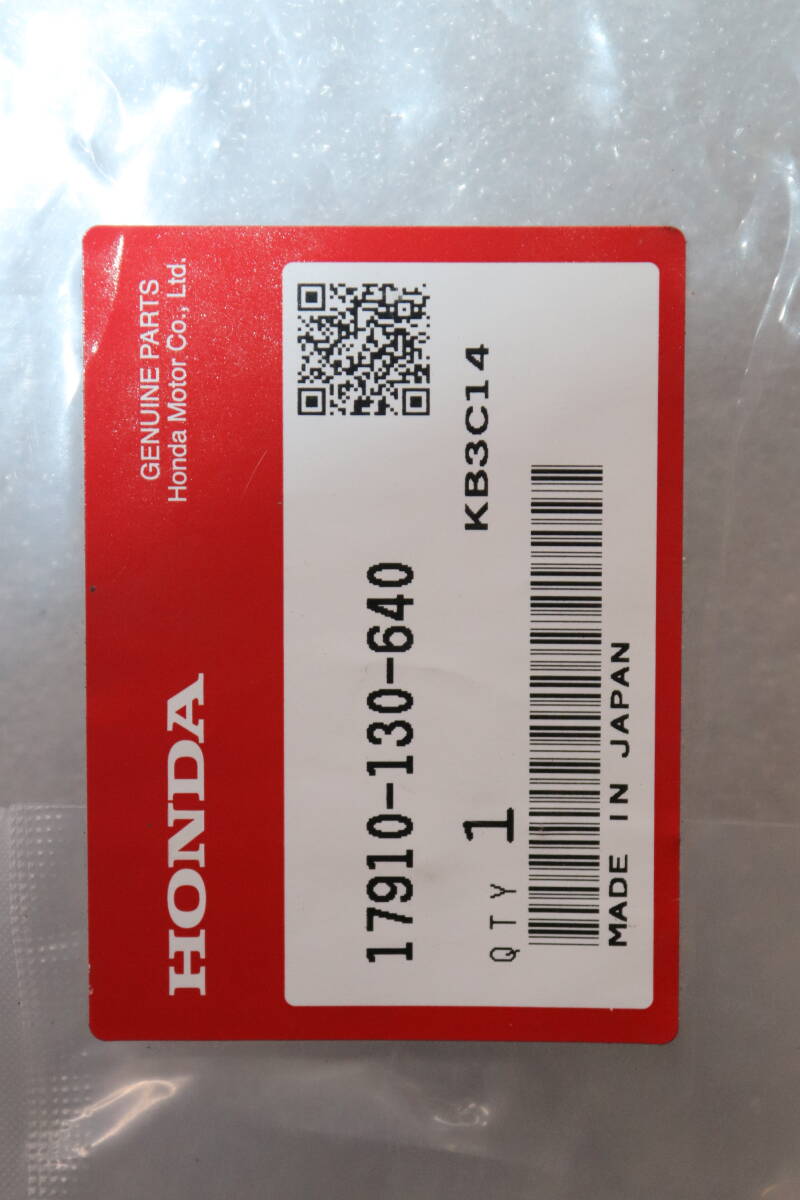 HONDA
GENUINE PARTS
Honda Motor Co., Ltd.
17910-130-640
QTY 1
KB3C14
MADE IN JAPAN